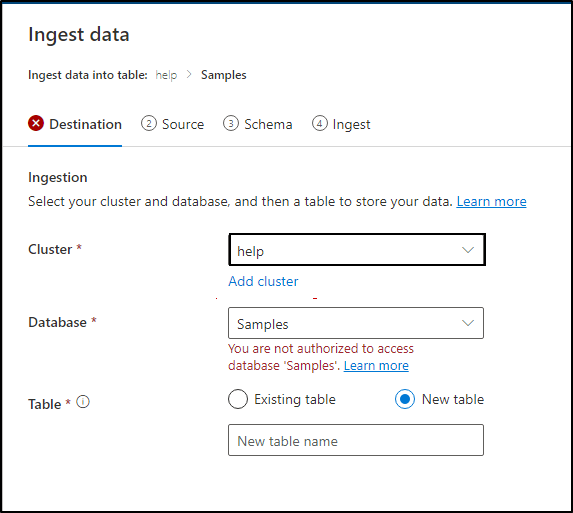 Ingest data
Ingest data into table: help > Samples
Destination 2 Source 3 Schema 4 Ingest
Ingestion
Select your cluster and database, and then a table to store your data. Learn more
Cluster * help
Add cluster
Database * Samples
You are not authorized to access
database 'Samples'. Learn more
Table * Existing table New table
New table name